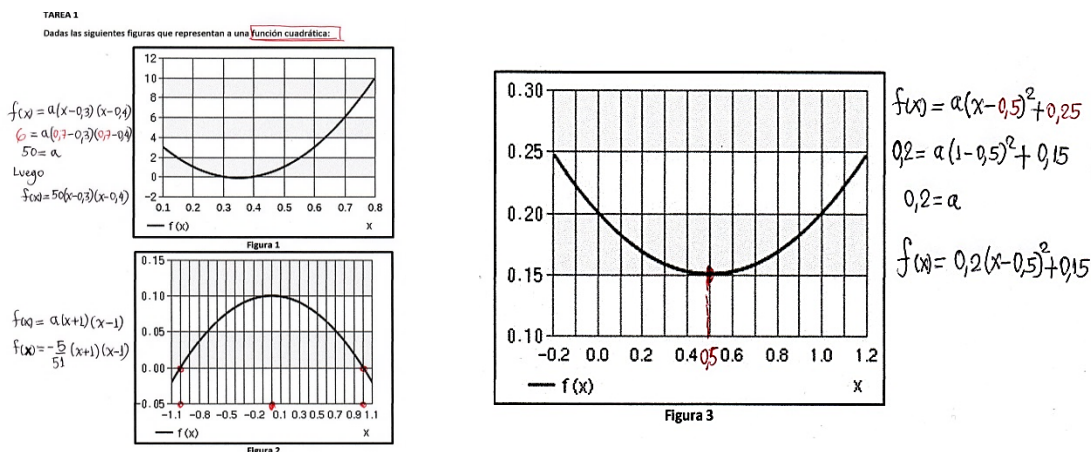 TAREA 1
Dadas las siguientes figuras que representan a una función cuadrática:
f(x) = a(x-0,3)(x-0,4)
6 = a(0,7-0,3)(0,7-0,4)
50 = a
Luego
f(x) = 50(x-0,3)(x-0,4)
12
10
8
6
4
2
0
-2
0.1 0.2 0.3 0.4 0.5 0.6 0.7 0.8
f (x) x
Figura 1
f(x) = a(x+1)(x-1)
f(x) = -5/51 (x+1)(x-1)
0.15
0.10
0.05
0.00
-0.05
-1.1 -0.8 -0.5 -0.2 0.1 0.3 0.5 0.7 0.9 1.1
f (x) x
Figura 2
0.30
0.25
0.20
0.15
0.10
-0.2 0.0 0.2 0.4 0,5 0.6 0.8 1.0 1.2
f (x) x
Figura 3
f(x) = a(x-0,5)²+0,25
0,2 = a(1-0,5)²+0,15
0,2 = a
f(x) = 0,2(x-0,5)²+0,15